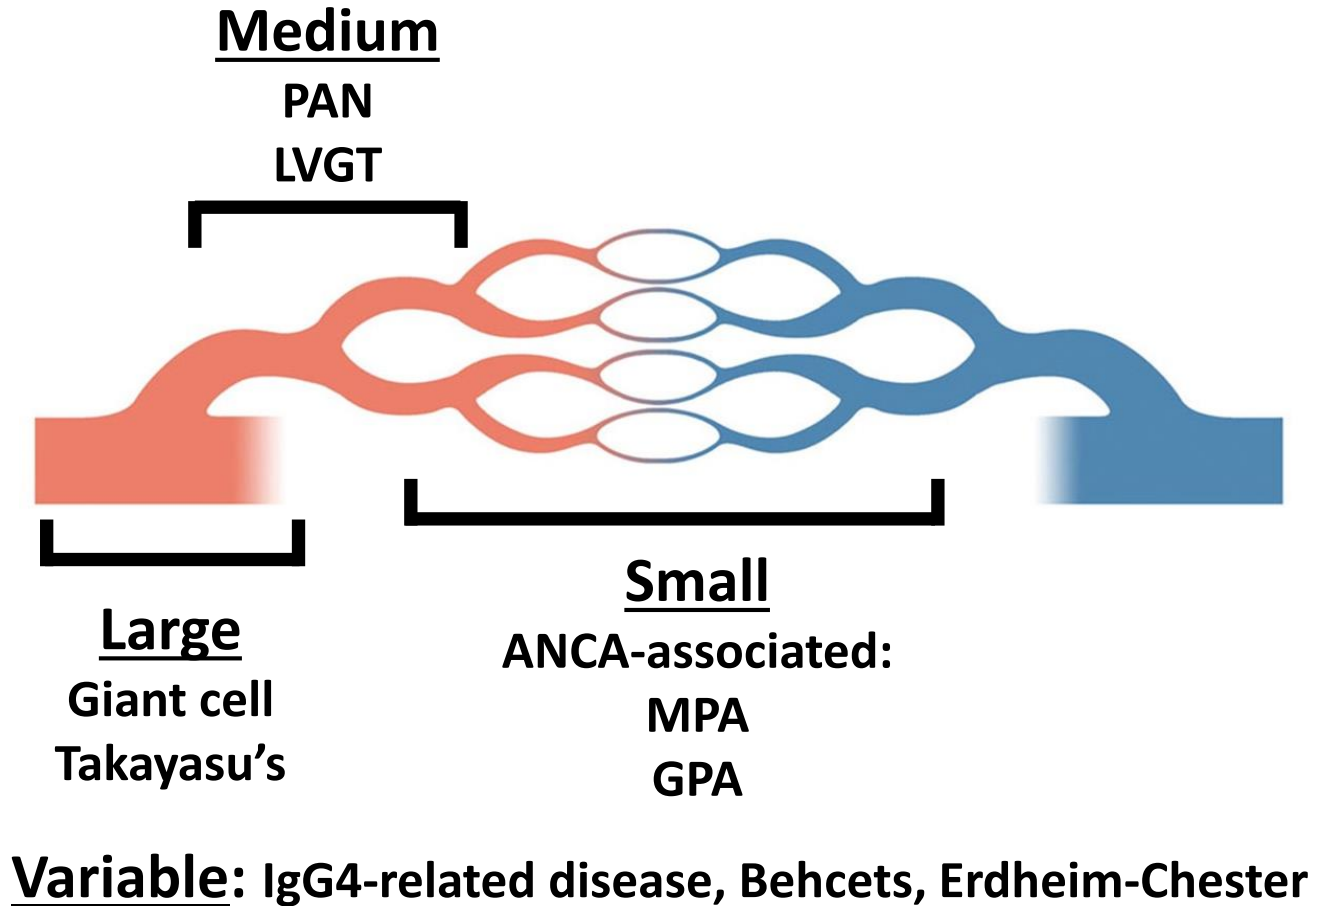 Medium
PAN
LVGT
Large
Giant cell
Takayasu’s
Small
ANCA-associated:
MPA
GPA
Variable: IgG4-related disease, Behcets, Erdheim-Chester